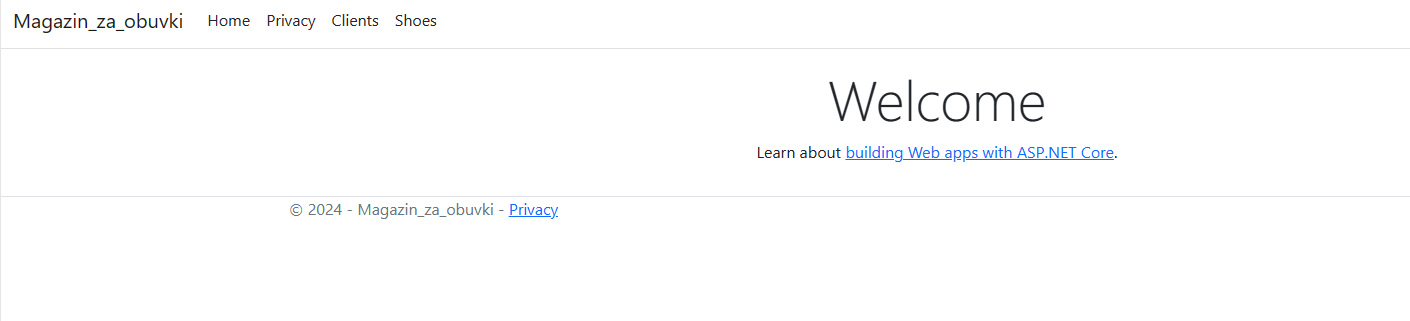 Magazin_za_obuvki Home Privacy Clients Shoes
Welcome
Learn about building Web apps with ASP.NET Core.
© 2024 - Magazin_za_obuvki - Privacy